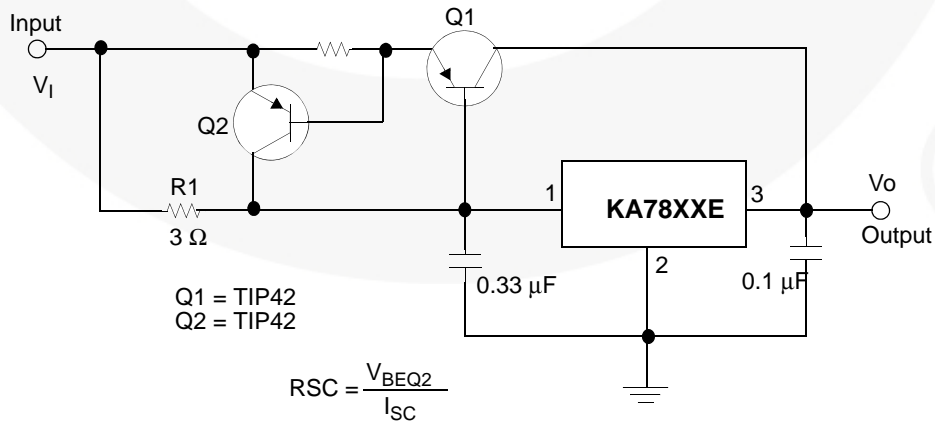 Input
V_I
Q1
Q2
R1
3 Ω
1
KA78XXE
3
2
Vo
Output
0.33 μF
0.1 μF
Q1 = TIP42
Q2 = TIP42
RSC = V_BEQ2 / I_SC